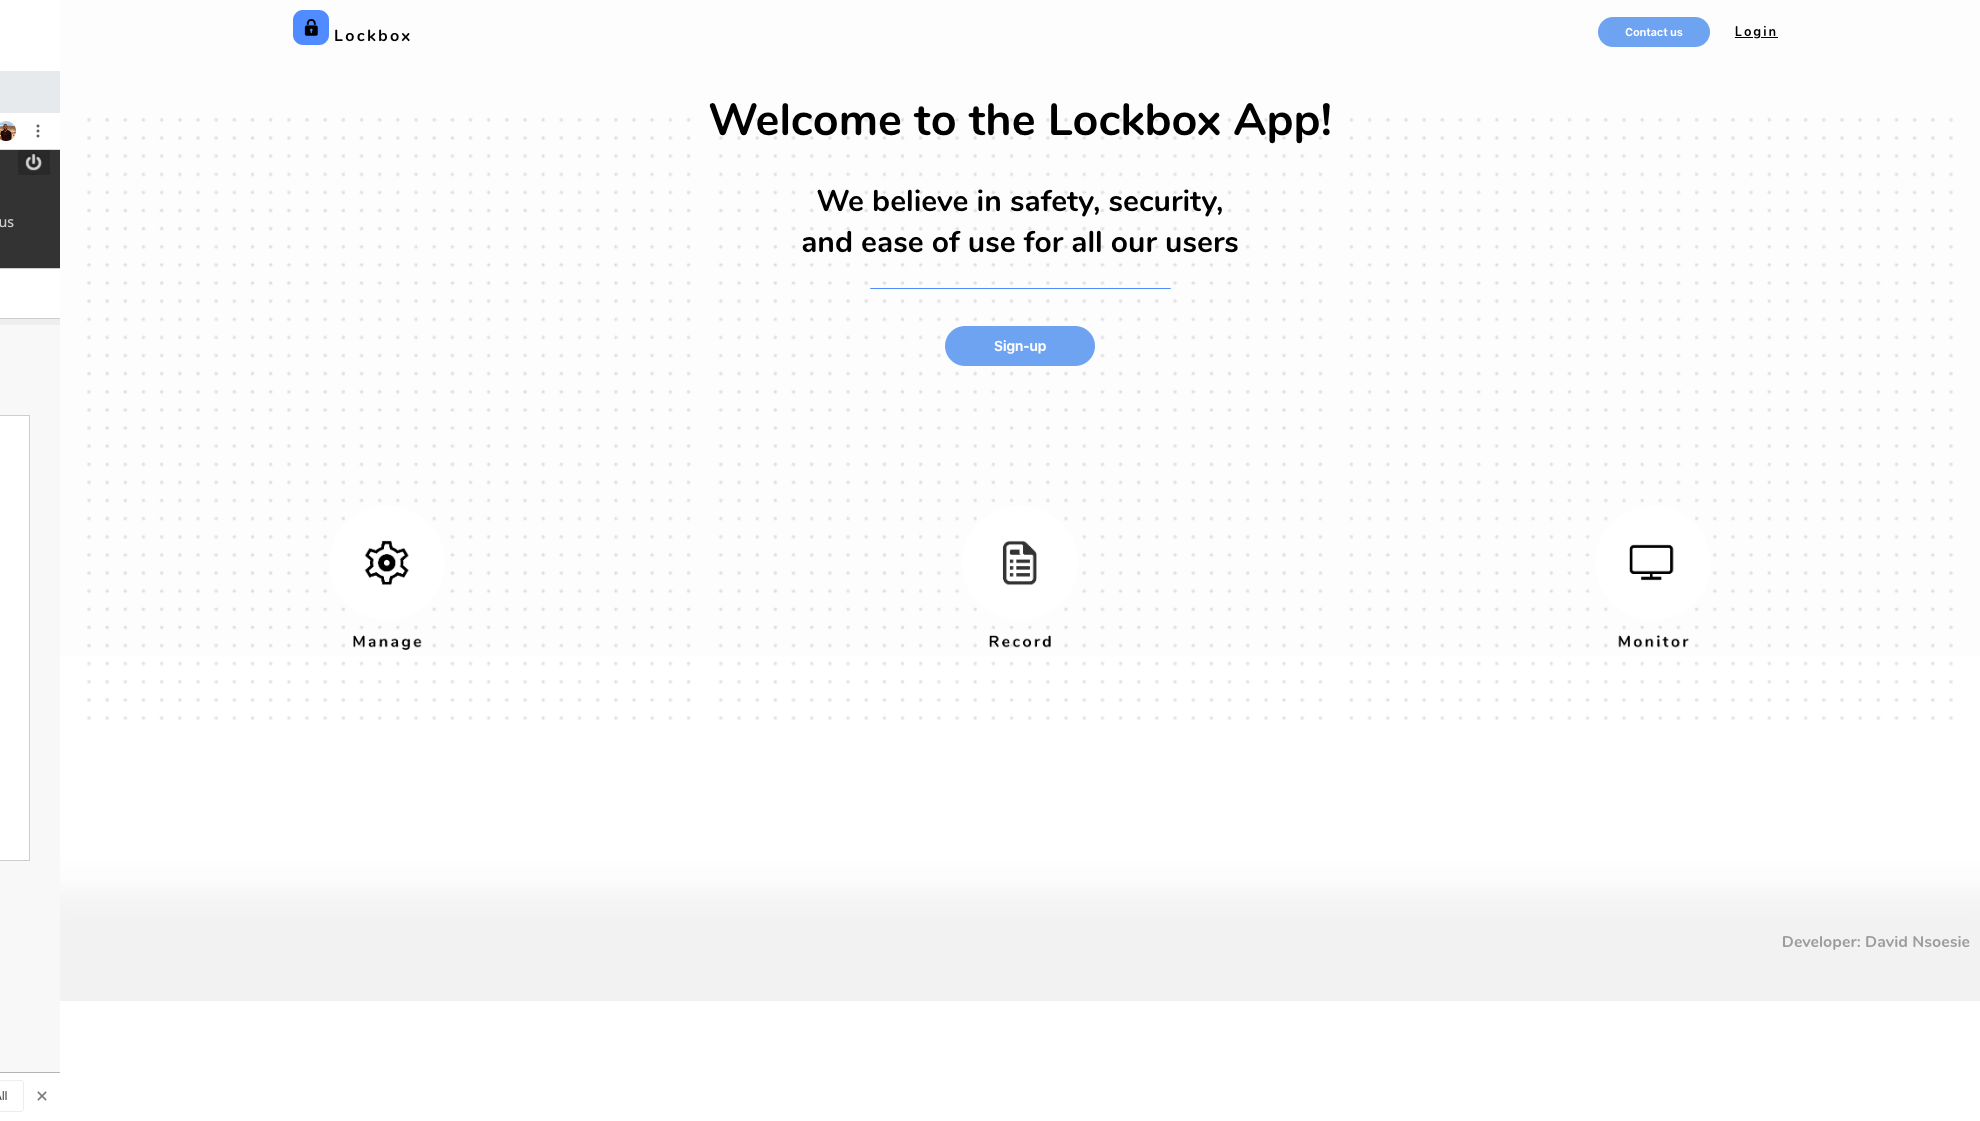 Lockbox
Contact us
Login
Welcome to the Lockbox App!
We believe in safety, security,
and ease of use for all our users
Sign-up
Manage
Record
Monitor
Developer: David Nsoesie
us